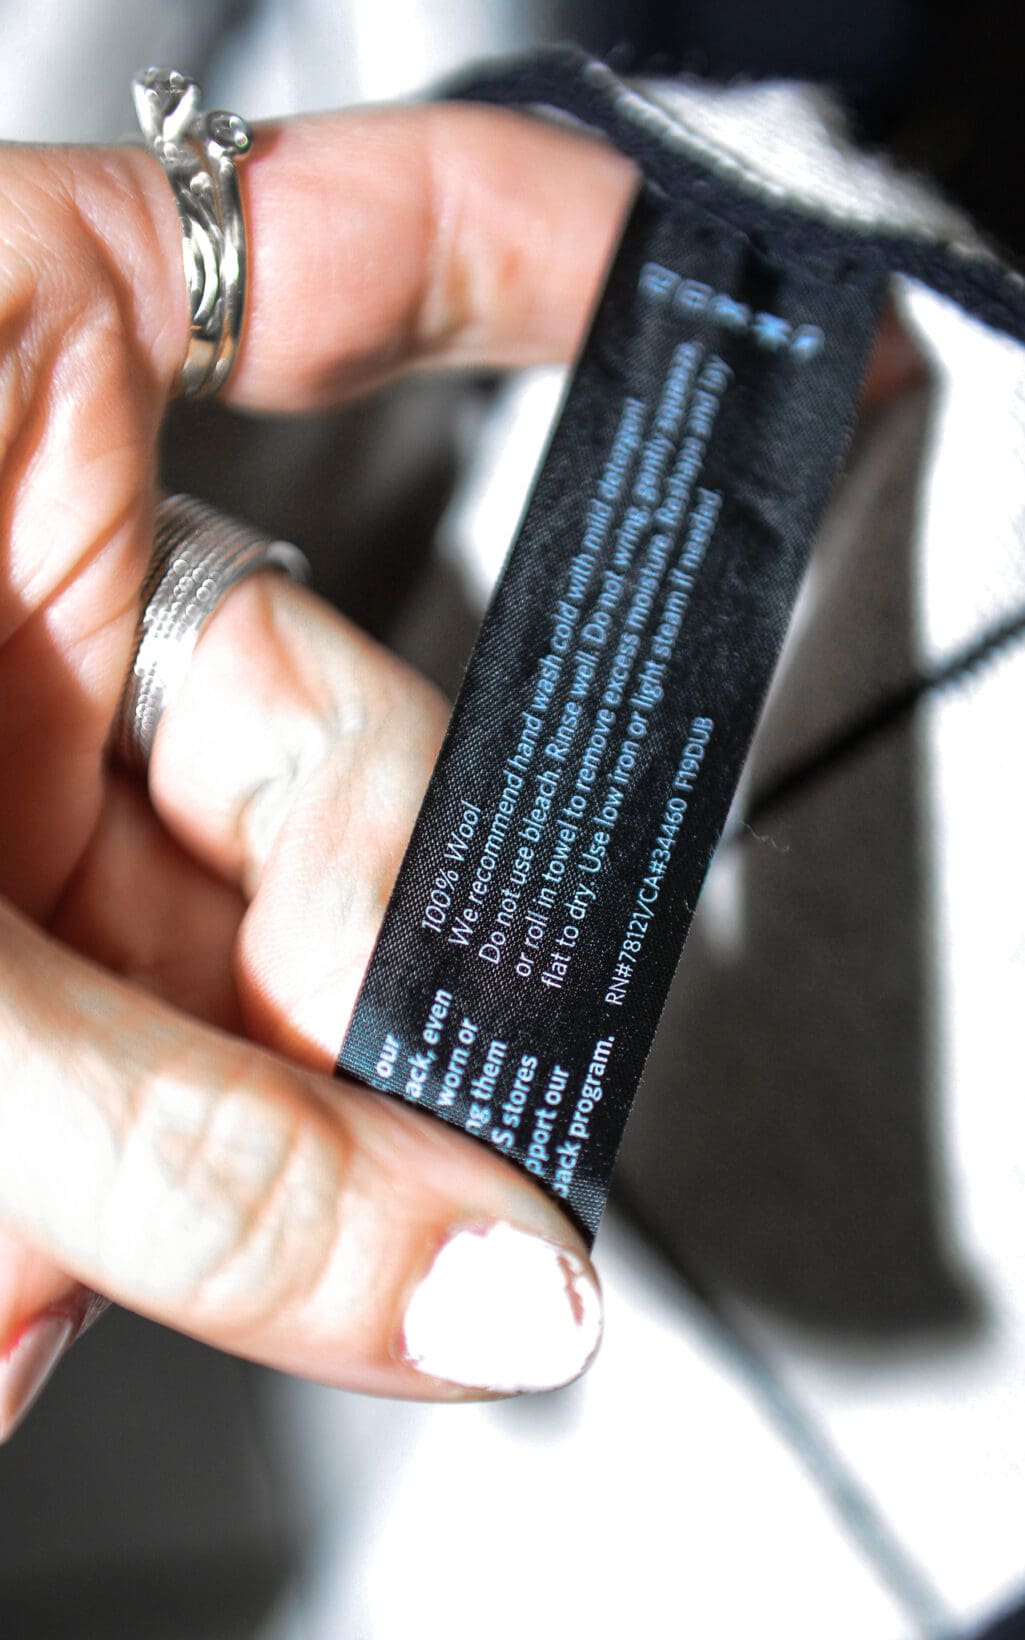 100% Wool
We recommend hand wash cold with mild detergent.
Do not use bleach. Rinse well. Do not wring, gently squeeze
or roll in towel to remove excess moisture. Reshape and lay
flat to dry. Use low iron or light steam if needed.
RN#78121VCA#34460 F19DUB
our
ack, even
worn or
ng them
S stores
pport our
back program.